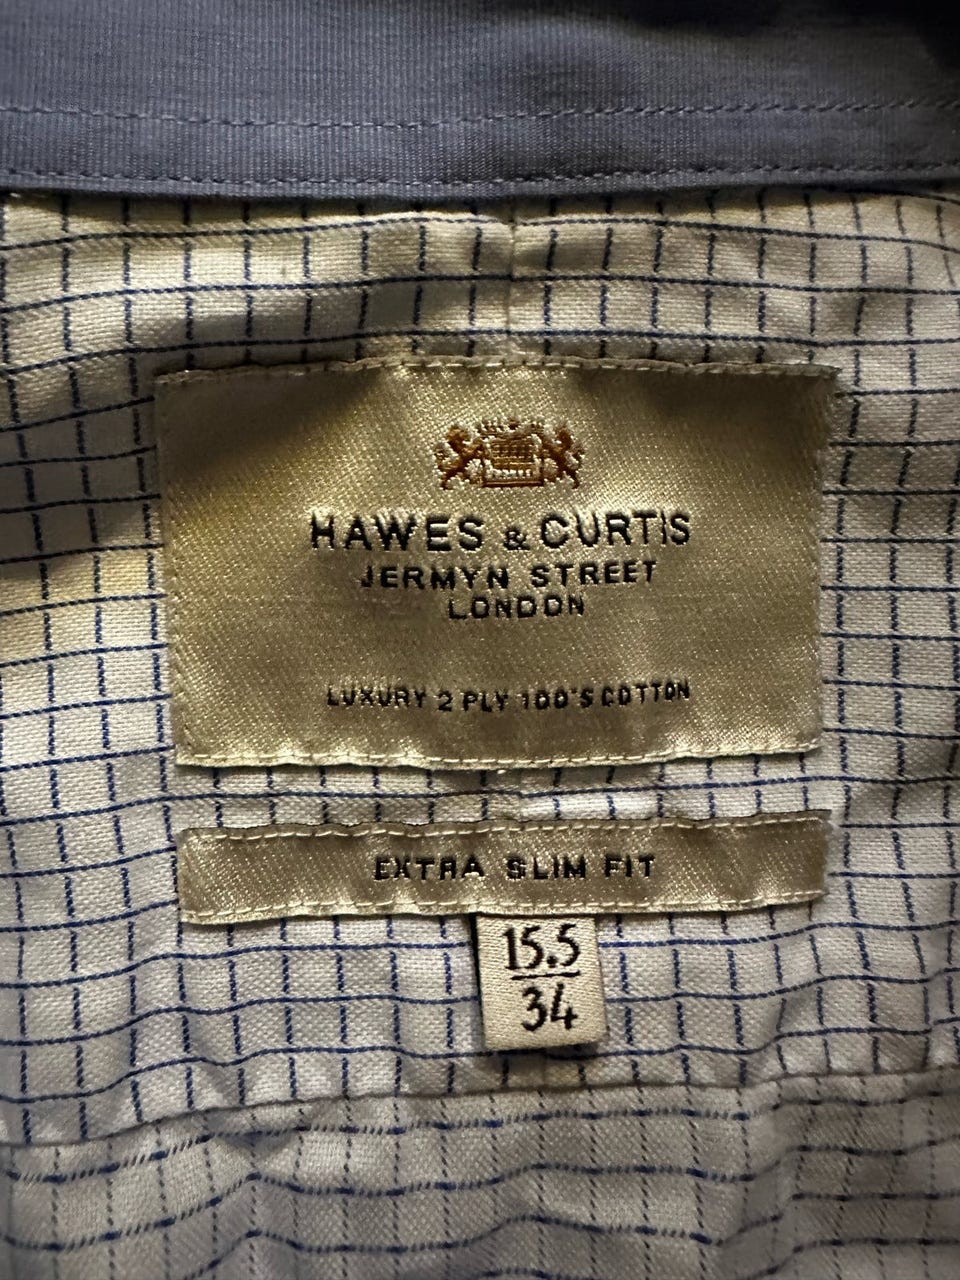 HAWES & CURTIS
JERMYN STREET
LONDON
LUXURY 2 PLY 100'S COTTON
EXTRA SLIM FIT
15.5
34